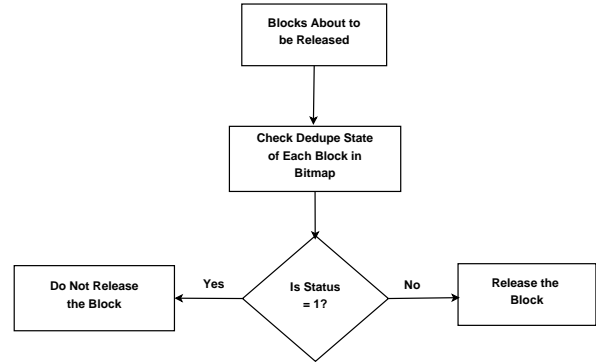 Blocks About to
be Released
Check Dedupe State
of Each Block in
Bitmap
Is Status
= 1?
Yes
No
Do Not Release
the Block
Release the
Block